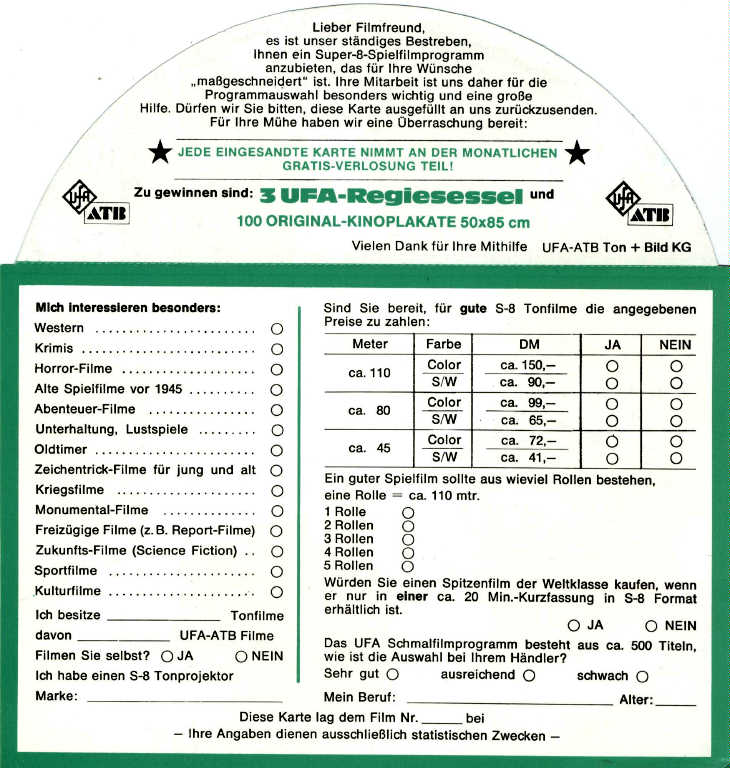 Lieber Filmfreund,
es ist unser ständiges Bestreben,
Ihnen ein Super-8-Spielfilmprogramm
anzubieten, das für Ihre Wünsche
„maßgeschneidert" ist. Ihre Mitarbeit ist uns daher für die
Programmauswahl besonders wichtig und eine große
Hilfe. Dürfen wir Sie bitten, diese Karte ausgefüllt an uns zurückzusenden.
Für Ihre Mühe haben wir eine Überraschung bereit:
★ JEDE EINGESANDTE KARTE NIMMT AN DER MONATLICHEN ★
GRATIS-VERLOSUNG TEIL!
Ufa ATB
Zu gewinnen sind: 3 UFA-Regiesessel und
100 ORIGINAL-KINOPLAKATE 50x85 cm
Ufa ATB
Vielen Dank für Ihre Mithilfe UFA-ATB Ton + Bild KG
Mich interessieren besonders:
Western ........................ ○
Krimis .......................... ○
Horror-Filme .................... ○
Alte Spielfilme vor 1945 .......... ○
Abenteuer-Filme ................ ○
Unterhaltung, Lustspiele ......... ○
Oldtimer ........................ ○
Zeichentrick-Filme für jung und alt ○
Kriegsfilme ..................... ○
Monumental-Filme .............. ○
Freizügige Filme (z. B. Report-Filme) ○
Zukunfts-Filme (Science Fiction) .. ○
Sportfilme ...................... ○
Kulturfilme ...................... ○
Ich besitze ____________ Tonfilme
davon ____________ UFA-ATB Filme
Filmen Sie selbst? ○ JA ○ NEIN
Ich habe einen S-8 Tonprojektor
Marke: ____________
Sind Sie bereit, für gute S-8 Tonfilme die angegebenen
Preise zu zahlen:
Meter Farbe DM JA NEIN
ca. 110 Color ca. 150,— ○ ○
S/W ca. 90,— ○ ○
ca. 80 Color ca. 99,— ○ ○
S/W ca. 65,— ○ ○
ca. 45 Color ca. 72,— ○ ○
S/W ca. 41,— ○ ○
Ein guter Spielfilm sollte aus wieviel Rollen bestehen,
eine Rolle = ca. 110 mtr.
1 Rolle ○
2 Rollen ○
3 Rollen ○
4 Rollen ○
5 Rollen ○
Würden Sie einen Spitzenfilm der Weltklasse kaufen, wenn
er nur in einer ca. 20 Min.-Kurzfassung in S-8 Format
erhältlich ist.
○ JA ○ NEIN
Das UFA Schmalfilmprogramm besteht aus ca. 500 Titeln,
wie ist die Auswahl bei Ihrem Händler?
Sehr gut ○ ausreichend ○ schwach ○
Mein Beruf: ____________ Alter:_____
Diese Karte lag dem Film Nr. _____ bei
— Ihre Angaben dienen ausschließlich statistischen Zwecken —